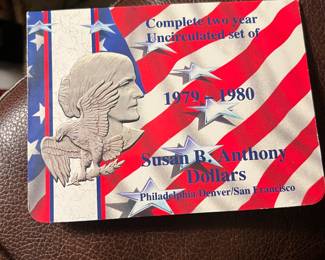 Complete two year
Uncirculated set of
1979 - 1980
Susan B. Anthony
Dollars
Philadelphia/Denver/San Francisco